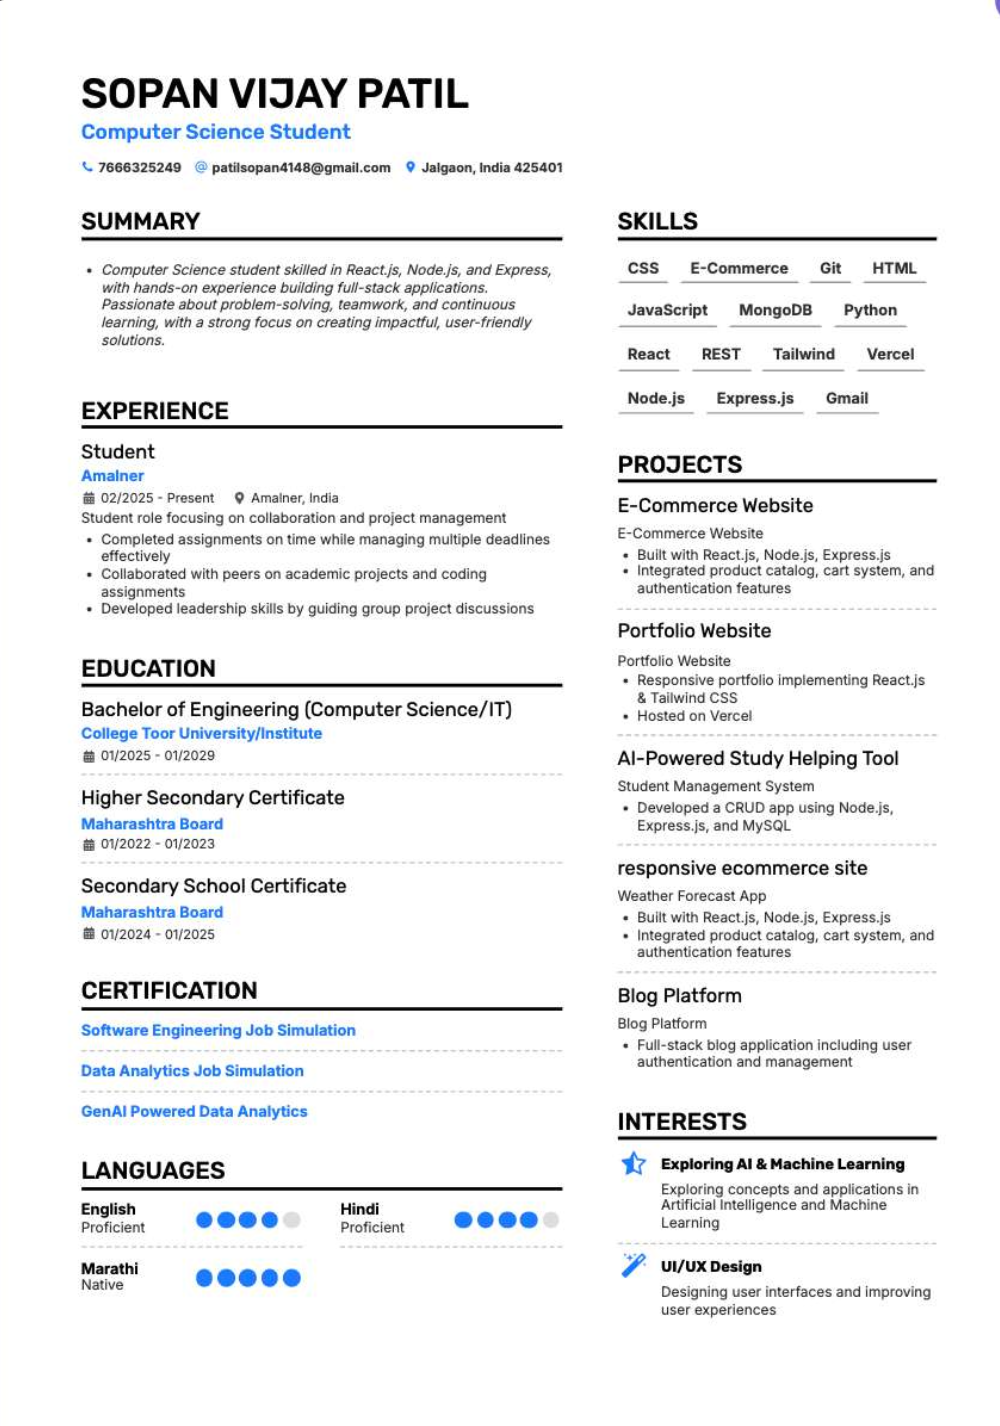 SOPAN VIJAY PATIL
Computer Science Student
7666325249 @ patilsopan4148@gmail.com Jalgaon, India 425401
SUMMARY
• Computer Science student skilled in React.js, Node.js, and Express,
with hands-on experience building full-stack applications.
Passionate about problem-solving, teamwork, and continuous
learning, with a strong focus on creating impactful, user-friendly
solutions.
EXPERIENCE
Student
Amalner
02/2025 - Present Amalner, India
Student role focusing on collaboration and project management
• Completed assignments on time while managing multiple deadlines
effectively
• Collaborated with peers on academic projects and coding
assignments
• Developed leadership skills by guiding group project discussions
EDUCATION
Bachelor of Engineering (Computer Science/IT)
College Toor University/Institute
01/2025 - 01/2029
Higher Secondary Certificate
Maharashtra Board
01/2022 - 01/2023
Secondary School Certificate
Maharashtra Board
01/2024 - 01/2025
CERTIFICATION
Software Engineering Job Simulation
Data Analytics Job Simulation
GenAI Powered Data Analytics
LANGUAGES
English
Proficient
Hindi
Proficient
Marathi
Native
SKILLS
CSS E-Commerce Git HTML
JavaScript MongoDB Python
React REST Tailwind Vercel
Node.js Express.js Gmail
PROJECTS
E-Commerce Website
E-Commerce Website
• Built with React.js, Node.js, Express.js
• Integrated product catalog, cart system, and
authentication features
Portfolio Website
Portfolio Website
• Responsive portfolio implementing React.js
& Tailwind CSS
• Hosted on Vercel
AI-Powered Study Helping Tool
Student Management System
• Developed a CRUD app using Node.js,
Express.js, and MySQL
responsive ecommerce site
Weather Forecast App
• Built with React.js, Node.js, Express.js
• Integrated product catalog, cart system, and
authentication features
Blog Platform
Blog Platform
• Full-stack blog application including user
authentication and management
INTERESTS
Exploring AI & Machine Learning
Exploring concepts and applications in
Artificial Intelligence and Machine
Learning
UI/UX Design
Designing user interfaces and improving
user experiences